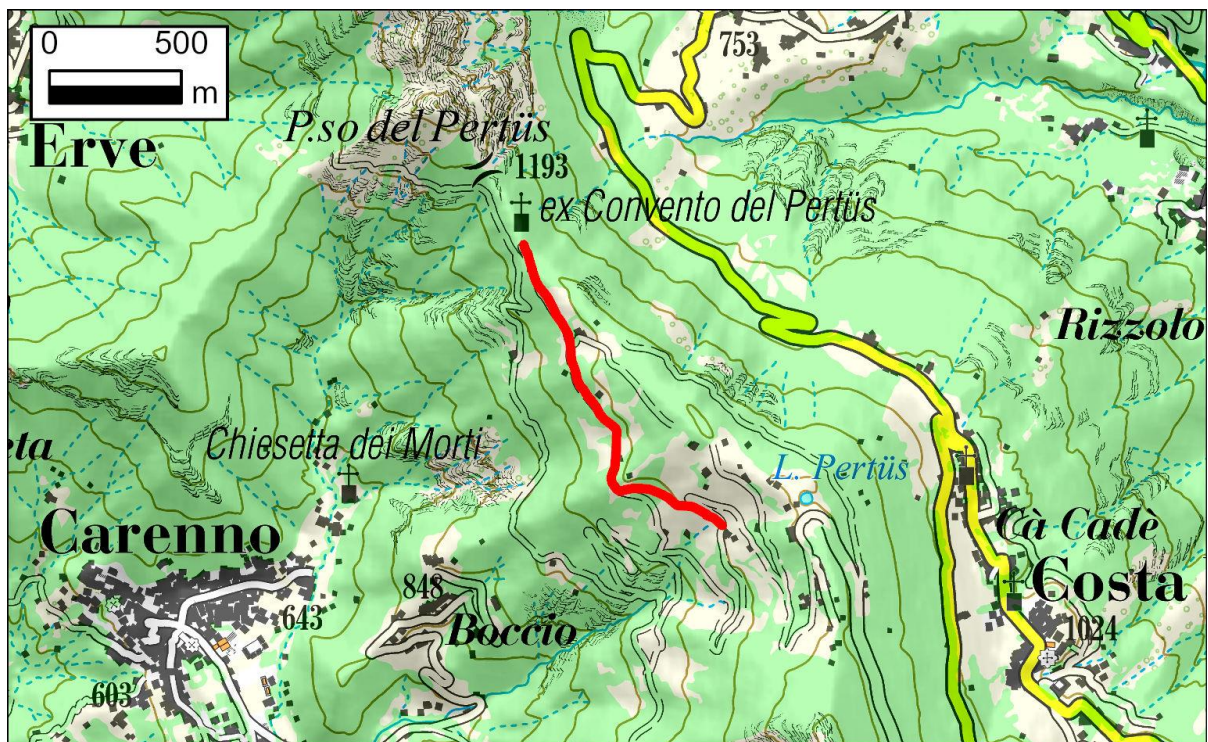 0 500
m
753
Erve
P.so del Pertüs
1193
ex Convento del Pertüs
Rizzolo
Chiesetta dei Morti
eta
L. Pertüs
Carenno
Cà Cadè
848
Costa
643
Boccio
1024
603